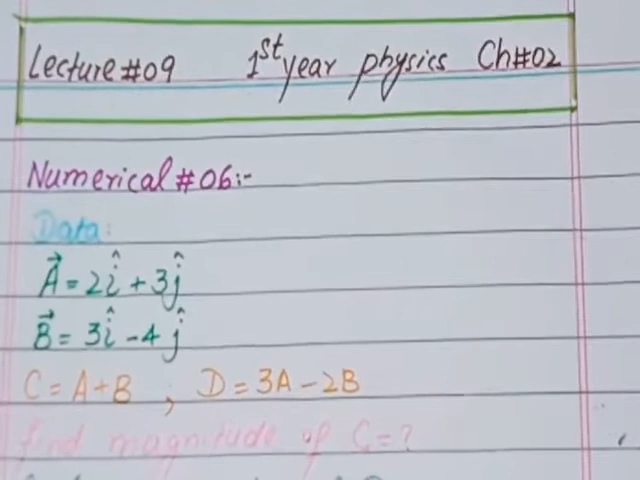 Lecture #09 1st year physics Ch#02
Numerical #06:-
Data:
A⃗ = 2î + 3ĵ
B⃗ = 3î - 4ĵ
C = A + B ; D = 3A - 2B
find magnitude of C = ?